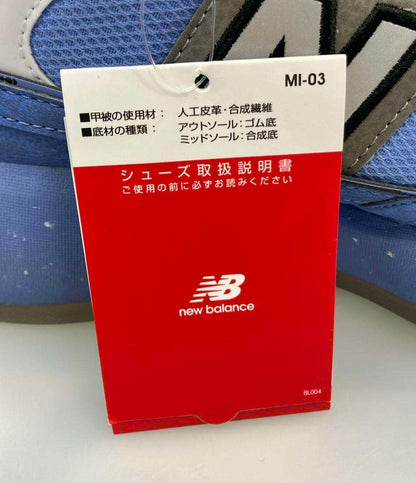 MI-03
■甲被の使用材： 人工皮革・合成繊維
■底材の種類： アウトソール：ゴム底
ミッドソール：合成底
シューズ取扱説明書
ご使用の前に必ずお読みください。
NB
new balance
BL004